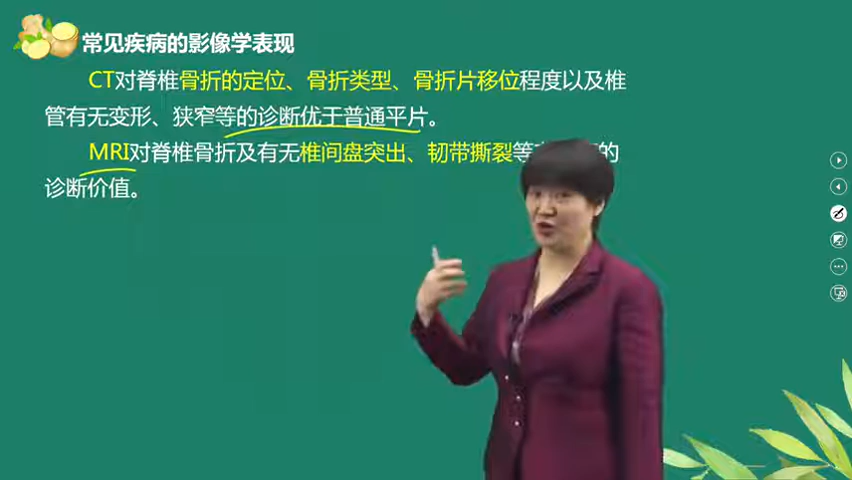 常见疾病的影像学表现
CT对脊椎骨折的定位、骨折类型、骨折片移位程度以及椎
管有无变形、狭窄等的诊断优于普通平片。
MRI对脊椎骨折及有无椎间盘突出、韧带撕裂等的
诊断价值。